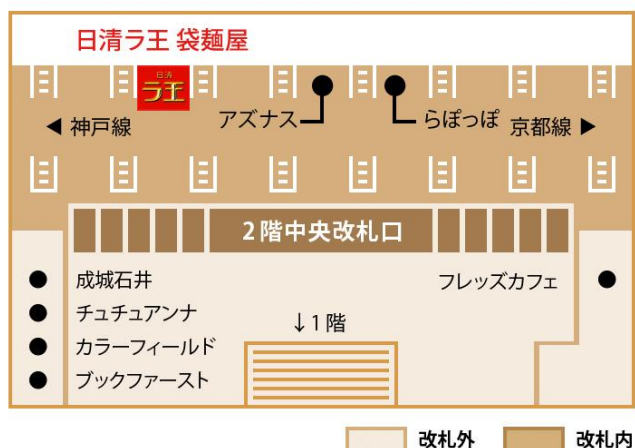 日清ラ王 袋麺屋
日清
ラ王
アズナス
らぽっぽ
◀ 神戸線
京都線 ▶
2階中央改札口
成城石井
フレッズカフェ
チュチュアンナ
↓1階
カラーフィールド
ブックファースト
改札外
改札内